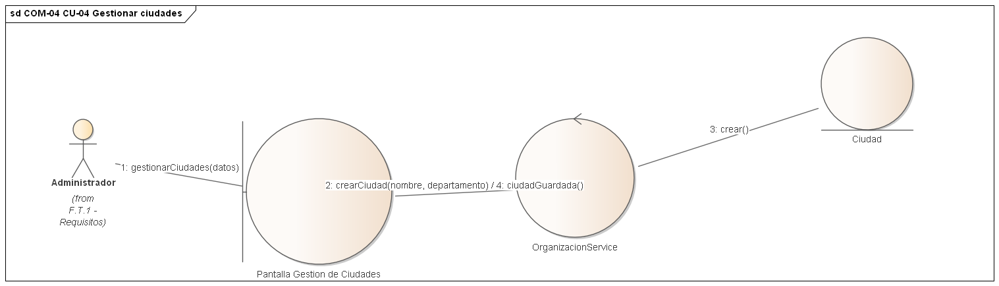 sd COM-04 CU-04 Gestionar ciudades
3: crear()
Ciudad
1: gestionarCiudades(datos)
Administrador
(from
F.T.1 -
Requisitos)
2: crearCiudad(nombre, departamento) / 4: ciudadGuardada()
OrganizacionService
Pantalla Gestion de Ciudades